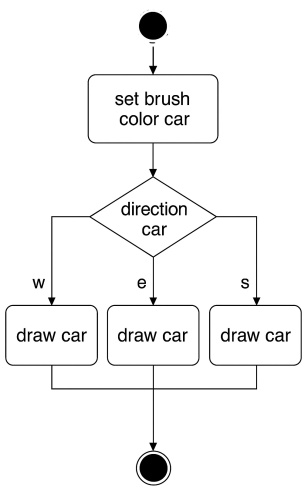 set brush
color car
direction
car
w
e
s
draw car
draw car
draw car